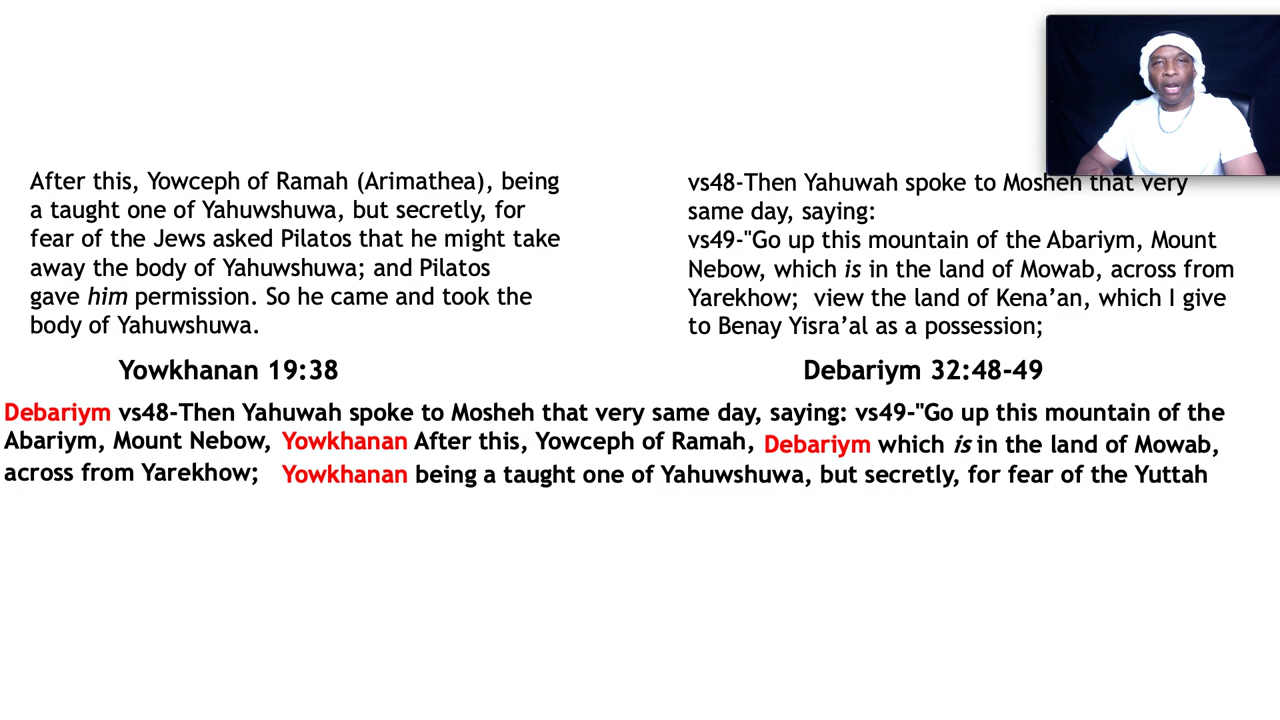 After this, Yowceph of Ramah (Arimathea), being
a taught one of Yahuwshuwa, but secretly, for
fear of the Jews asked Pilatos that he might take
away the body of Yahuwshuwa; and Pilatos
gave him permission. So he came and took the
body of Yahuwshuwa.
Yowkhanan 19:38
vs48-Then Yahuwah spoke to Mosheh that very
same day, saying:
vs49-"Go up this mountain of the Abariym, Mount
Nebow, which is in the land of Mowab, across from
Yarekhow;  view the land of Kena’an, which I give
to Benay Yisra’al as a possession;
Debariym 32:48-49
Debariym vs48-Then Yahuwah spoke to Mosheh that very same day, saying: vs49-"Go up this mountain of the
Abariym, Mount Nebow, Yowkhanan After this, Yowceph of Ramah, Debariym which is in the land of Mowab,
across from Yarekhow; Yowkhanan being a taught one of Yahuwshuwa, but secretly, for fear of the Yuttah